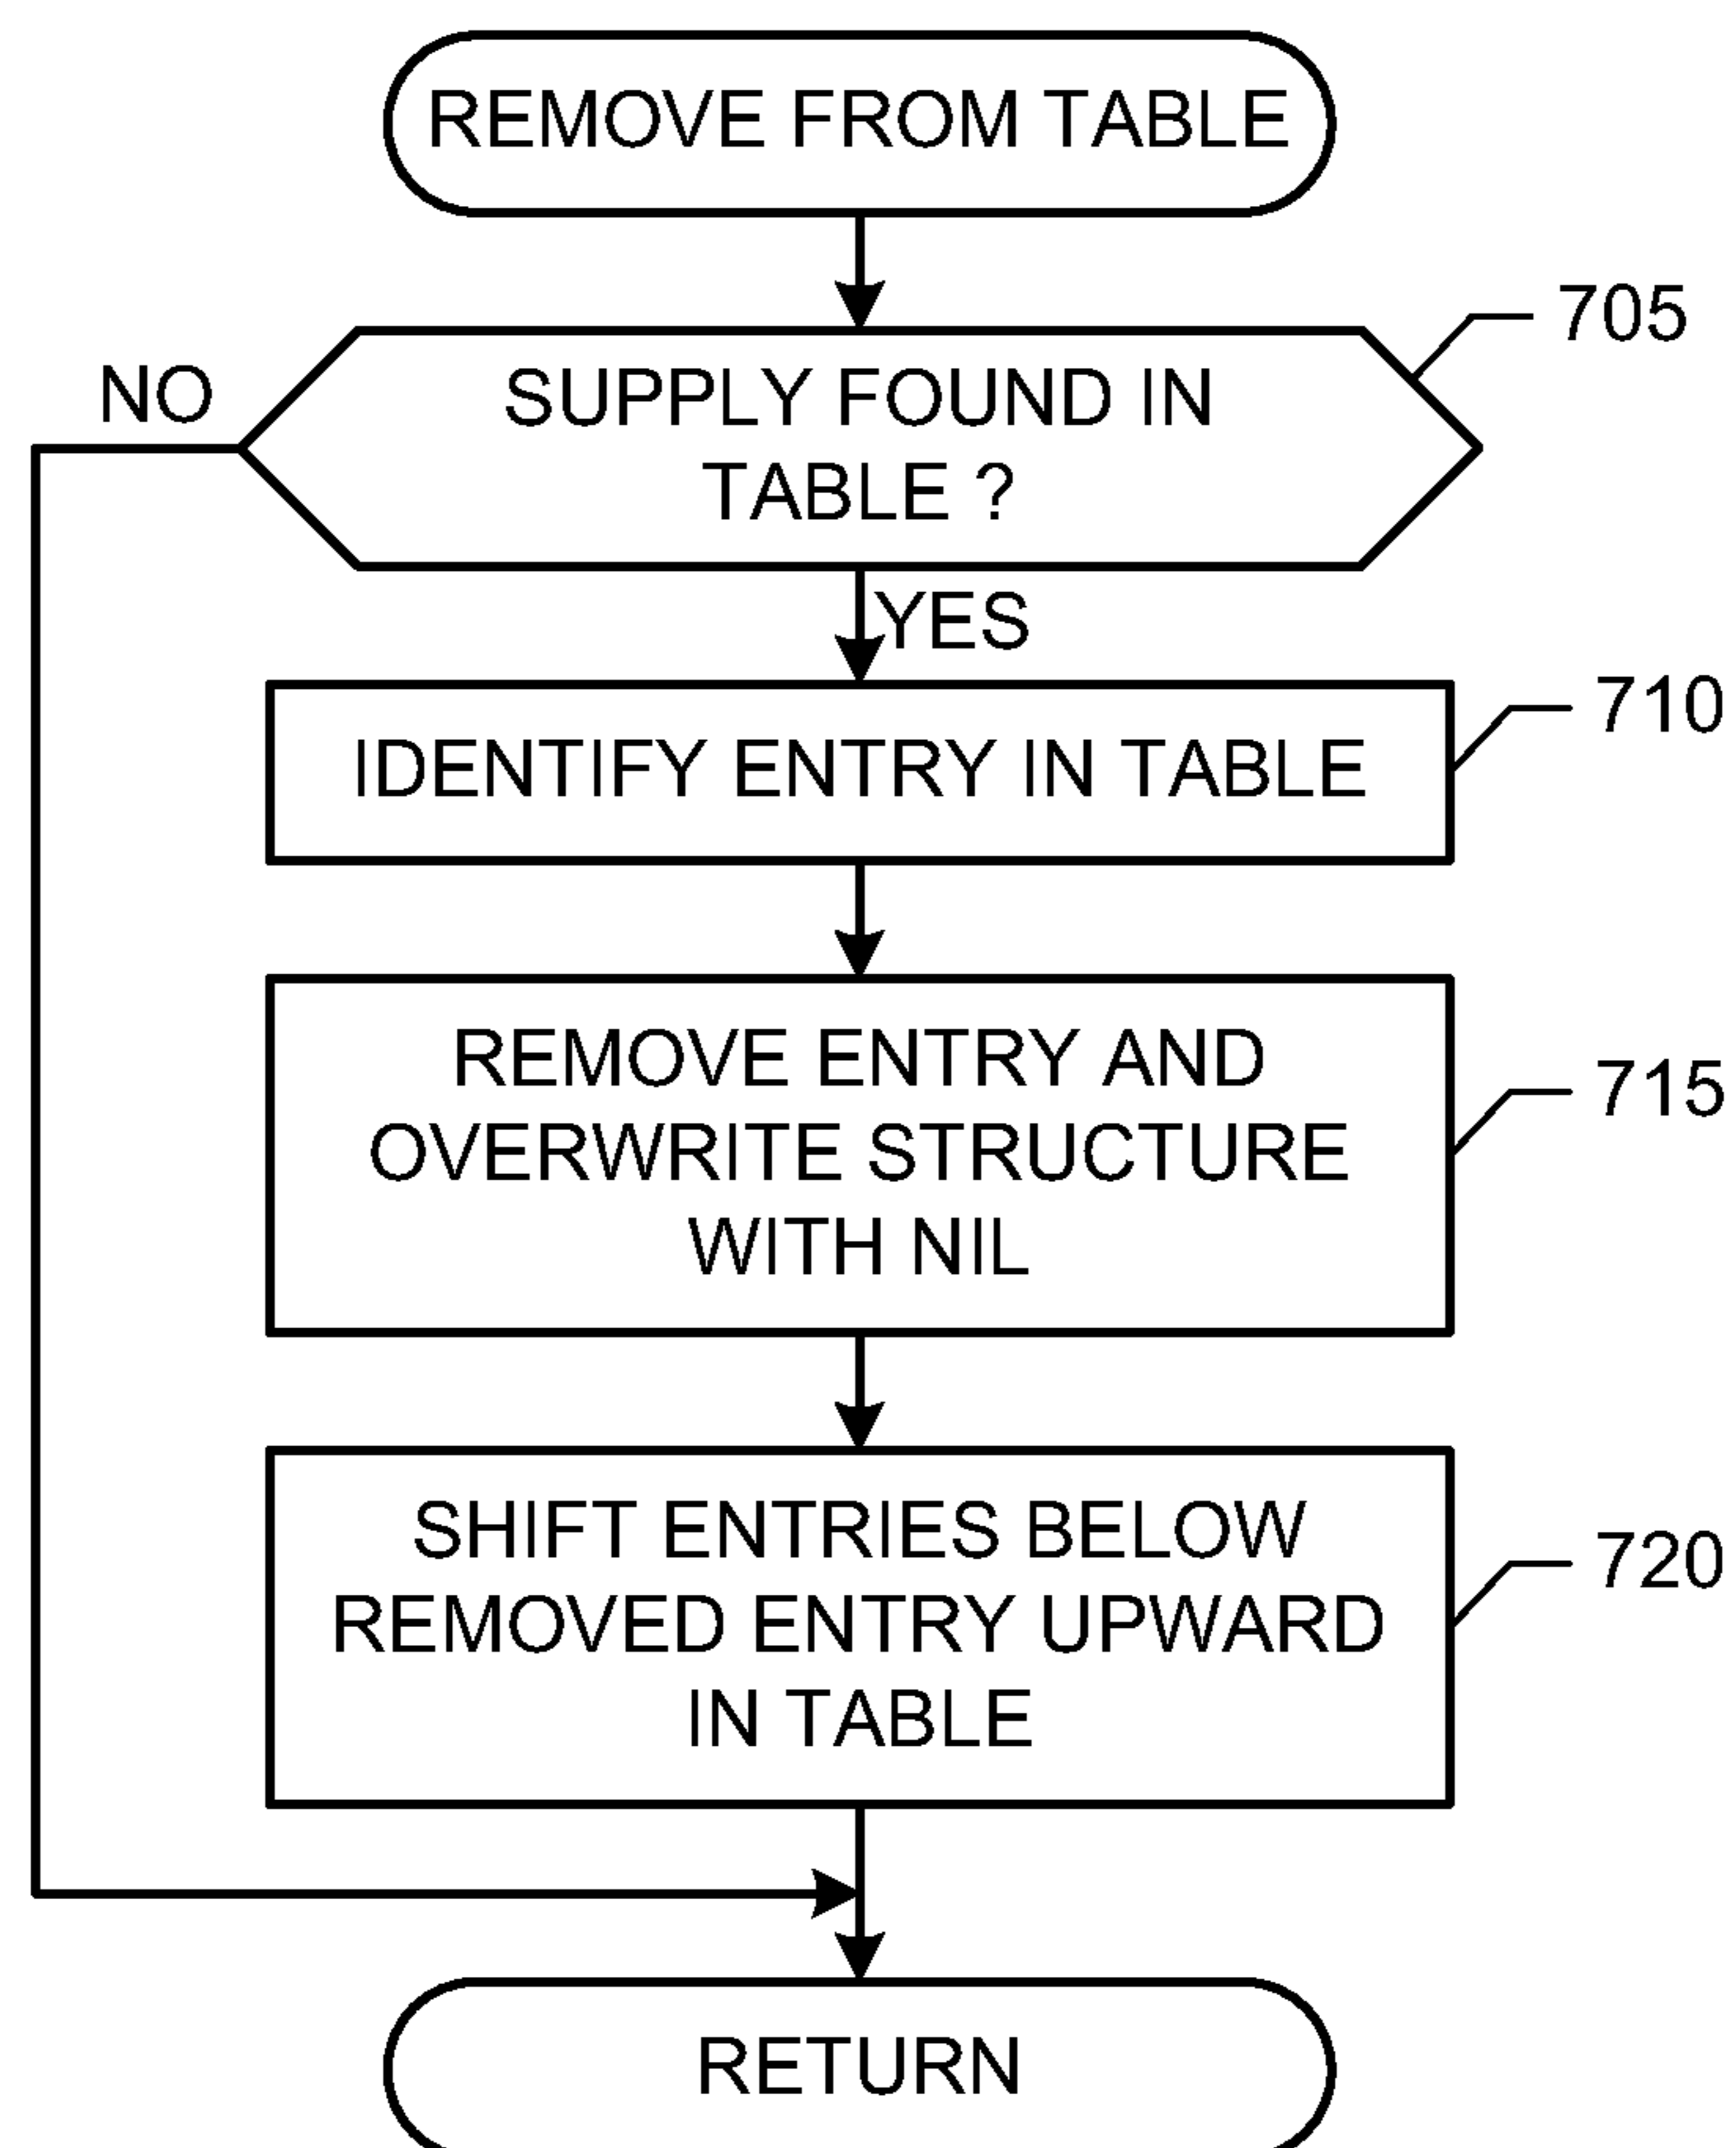 REMOVE FROM TABLE
705
NO
SUPPLY FOUND IN
TABLE ?
YES
710
IDENTIFY ENTRY IN TABLE
REMOVE ENTRY AND
715
OVERWRITE STRUCTURE
WITH NIL
SHIFT ENTRIES BELOW
720
REMOVED ENTRY UPWARD
IN TABLE
RETURN